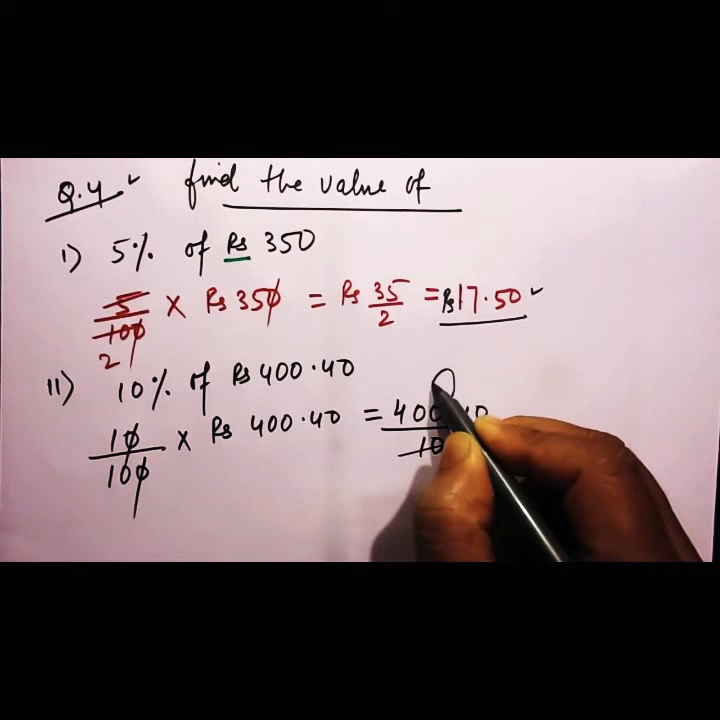 Q.4 find the value of
i) 5% of Rs 350
5/100 × Rs 350 = Rs 35/2 = Rs 17.50
2
ii) 10% of Rs 400.40
10/100 × Rs 400.40 = 400 10/10